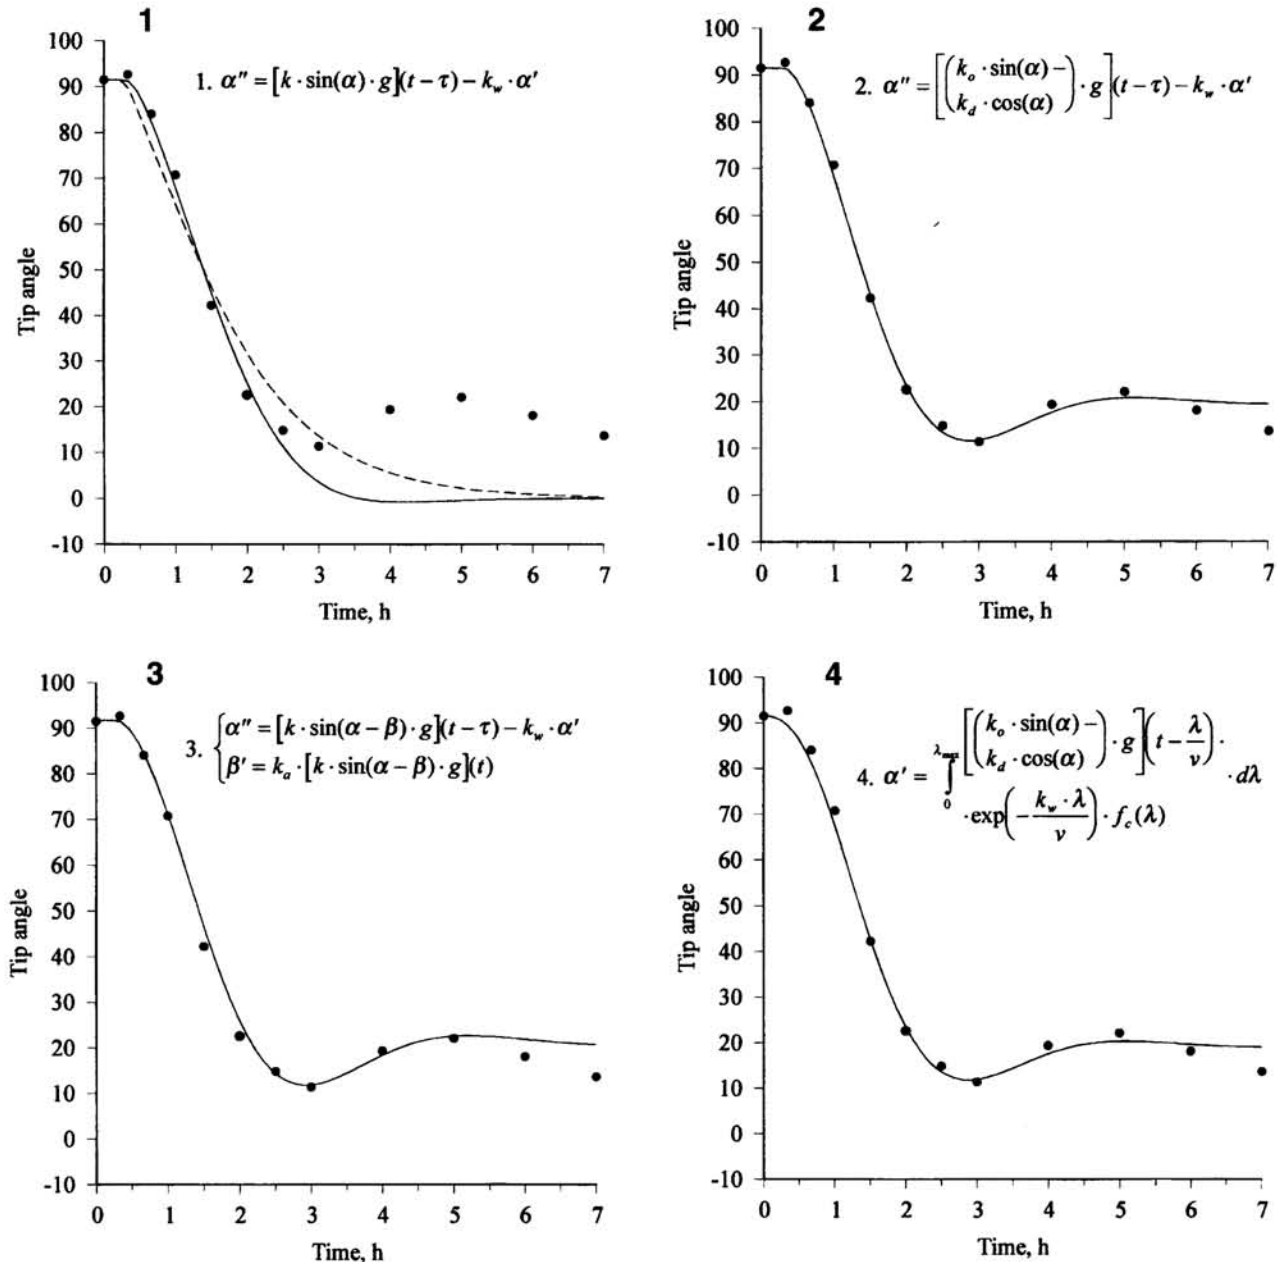 1
1. α″ = [k · sin(α) · g](t − τ) − k_w · α′
100
90
80
70
60
50
40
30
20
10
0
-10
Tip angle
0 1 2 3 4 5 6 7
Time, h
2
2. α″ = [(k_o · sin(α) − k_d · cos(α)) · g](t − τ) − k_w · α′
100
90
80
70
60
50
40
30
20
10
0
-10
Tip angle
0 1 2 3 4 5 6 7
Time, h
3
3. { α″ = [k · sin(α − β) · g](t − τ) − k_w · α′
β′ = k_a · [k · sin(α − β) · g](t)
100
90
80
70
60
50
40
30
20
10
0
-10
Tip angle
0 1 2 3 4 5 6 7
Time, h
4
4. α′ = ∫_0^{λ_max} [(k_o · sin(α) − k_d · cos(α)) · g](t − λ/v) ·
· exp(−k_w · λ / v) · f_c(λ) · dλ
100
90
80
70
60
50
40
30
20
10
0
-10
Tip angle
0 1 2 3 4 5 6 7
Time, h